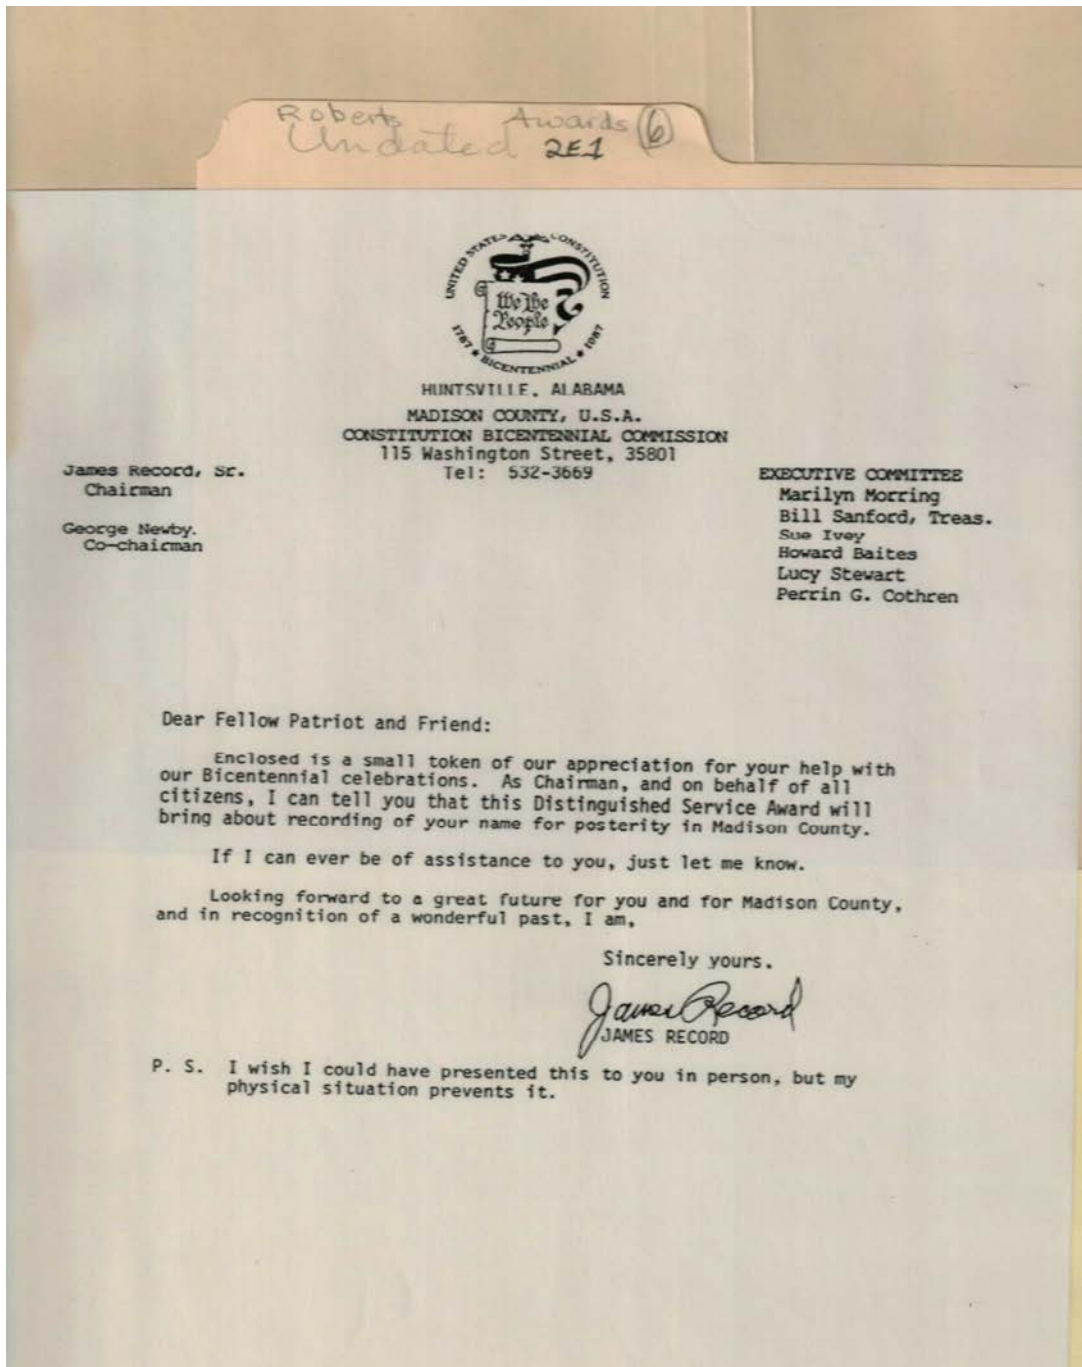 Roberts Awards 6
Undated 2E1
UNITED STATES CONSTITUTION
We the
People
1787 * BICENTENNIAL * 1987
HUNTSVILLE, ALABAMA
MADISON COUNTY, U.S.A.
CONSTITUTION BICENTENNIAL COMMISSION
115 Washington Street, 35801
Tel: 532-3669
James Record, Sr.
Chairman
George Newby.
Co-chairman
EXECUTIVE COMMITTEE
Marilyn Morring
Bill Sanford, Treas.
Sue Ivey
Howard Baites
Lucy Stewart
Perrin G. Cothren
Dear Fellow Patriot and Friend:
Enclosed is a small token of our appreciation for your help with
our Bicentennial celebrations. As Chairman, and on behalf of all
citizens, I can tell you that this Distinguished Service Award will
bring about recording of your name for posterity in Madison County.
If I can ever be of assistance to you, just let me know.
Looking forward to a great future for you and for Madison County,
and in recognition of a wonderful past, I am,
Sincerely yours.
James Record
JAMES RECORD
P. S. I wish I could have presented this to you in person, but my
physical situation prevents it.